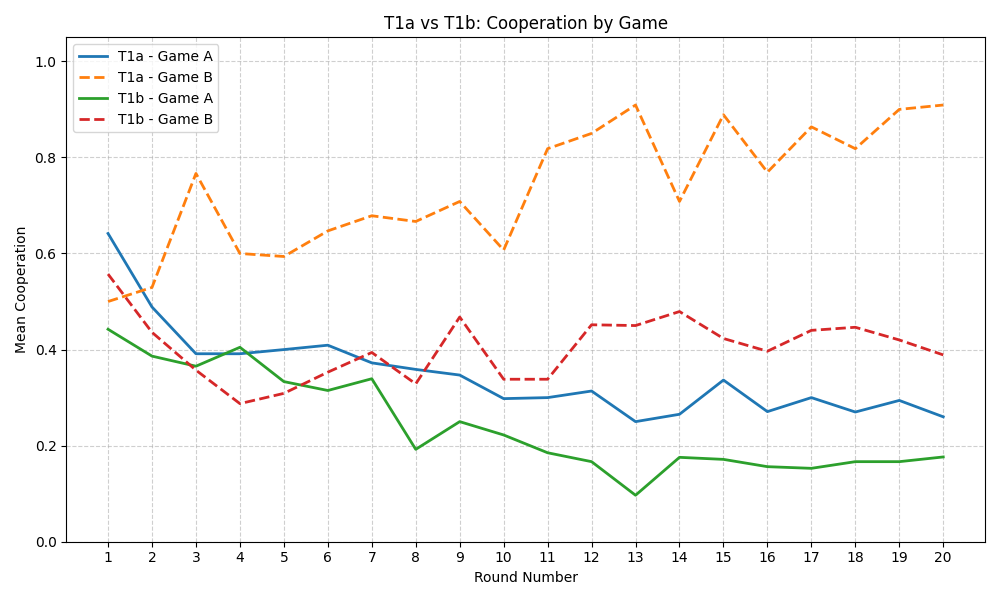 T1a vs T1b: Cooperation by Game
T1a - Game A
T1a - Game B
T1b - Game A
T1b - Game B
Mean Cooperation
1.0
0.8
0.6
0.4
0.2
0.0
1 2 3 4 5 6 7 8 9 10 11 12 13 14 15 16 17 18 19 20
Round Number